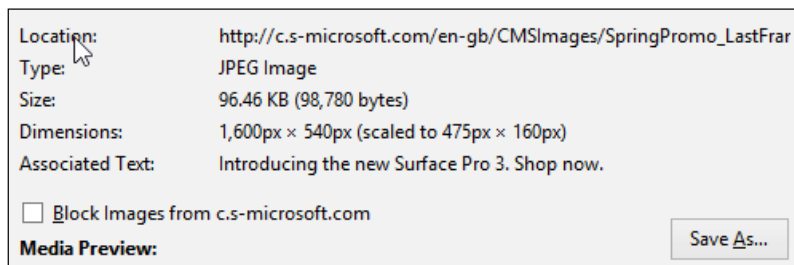 Location: http://c.s-microsoft.com/en-gb/CMSImages/SpringPromo_LastFrar
Type: JPEG Image
Size: 96.46 KB (98,780 bytes)
Dimensions: 1,600px × 540px (scaled to 475px × 160px)
Associated Text: Introducing the new Surface Pro 3. Shop now.
Block Images from c.s-microsoft.com
Save As...
Media Preview: